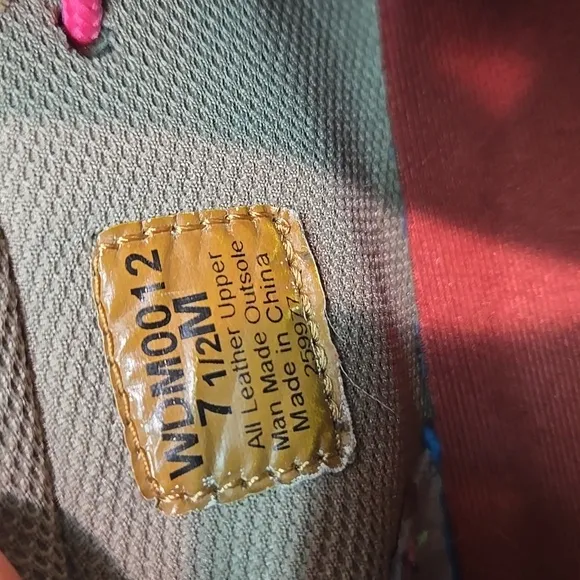 WDM0012
7 1/2M
All Leather Upper
Man Made Outsole
Made in China
259977